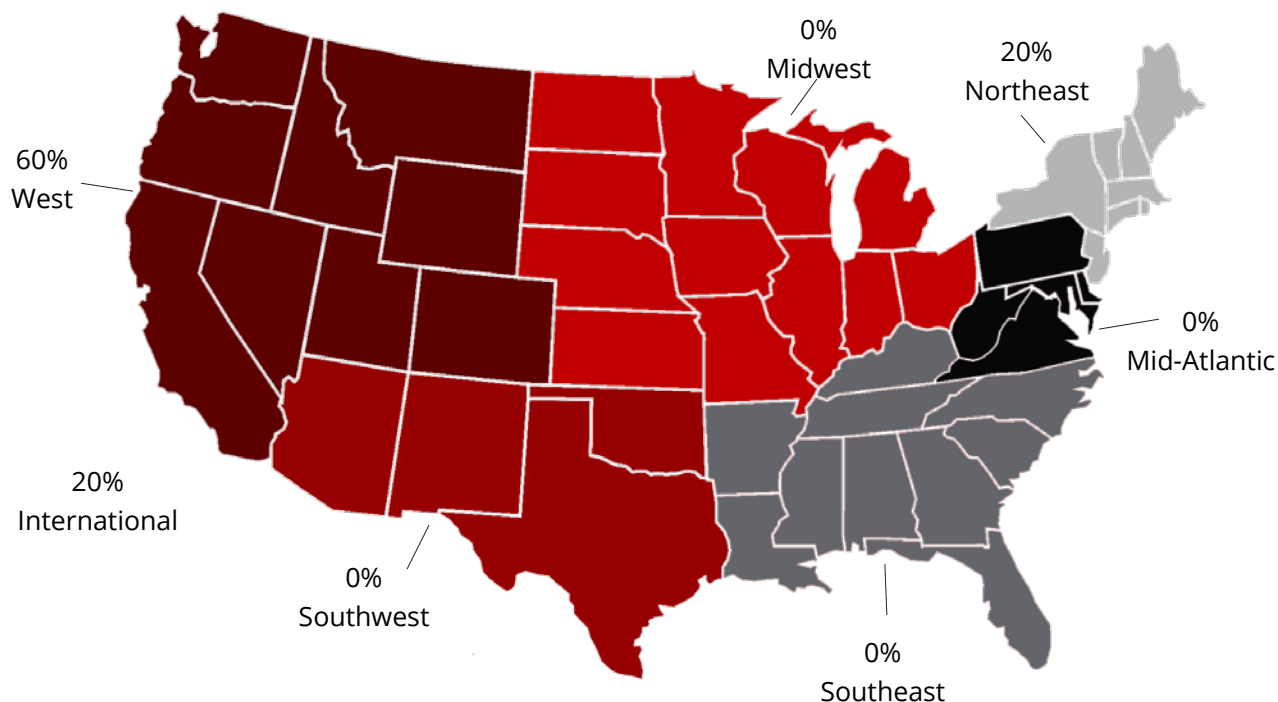 0%
Midwest
20%
Northeast
60%
West
0%
Mid-Atlantic
20%
International
0%
Southwest
0%
Southeast